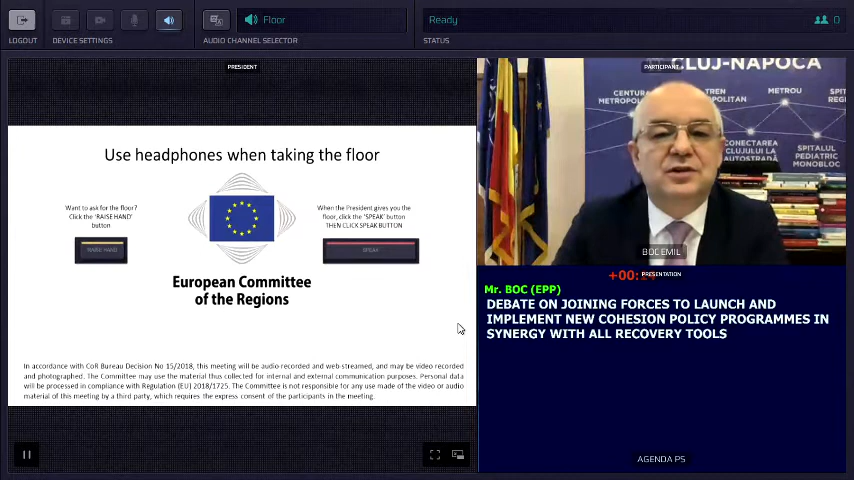 LOGOUT
DEVICE SETTINGS
Floor
AUDIO CHANNEL SELECTOR
Ready
0
STATUS
PRESIDENT
Use headphones when taking the floor
Want to ask for the floor?
Click the 'RAISE HAND'
button
RAISE HAND
When the President gives you the
floor, click the 'SPEAK' button
THEN CLICK SPEAK BUTTON
SPEAK
European Committee
of the Regions
In accordance with CoR Bureau Decision No 15/2018, this meeting will be audio recorded and web-streamed, and may be video recorded
and photographed. The Committee may use the material thus collected for internal and external communication purposes. Personal data
will be processed in compliance with Regulation (EU) 2018/1725. The Committee is not responsible for any use made of the video or audio
material of this meeting by a third party, which requires the express consent of the participants in the meeting.
PARTICIPANT
CLUJ-NAPOCA
CENTURA
METROPOLITAN
TREN
METROU
CONECTAREA
CLUJULUI LA
AUTOSTRADĂ
SPITALUL
PEDIATRIC
MONOBLOC
BOC EMIL
+00:
PRESENTATION
Mr. BOC (EPP)
DEBATE ON JOINING FORCES TO LAUNCH AND
IMPLEMENT NEW COHESION POLICY PROGRAMMES IN
SYNERGY WITH ALL RECOVERY TOOLS
AGENDA PS